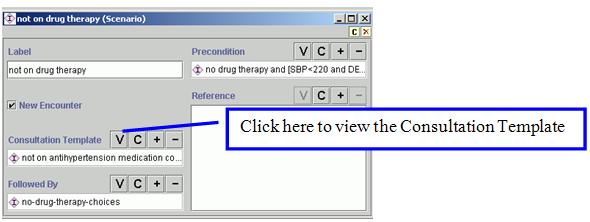 not on drug therapy (Scenario)
C X
Label
not on drug therapy
Precondition V C + −
no drug therapy and [SBP<220 and DE...
New Encounter
Reference V C + −
Click here to view the Consultation Template
Consultation Template V C + −
not on antihypertension medication co...
Followed By V C + −
no-drug-therapy-choices